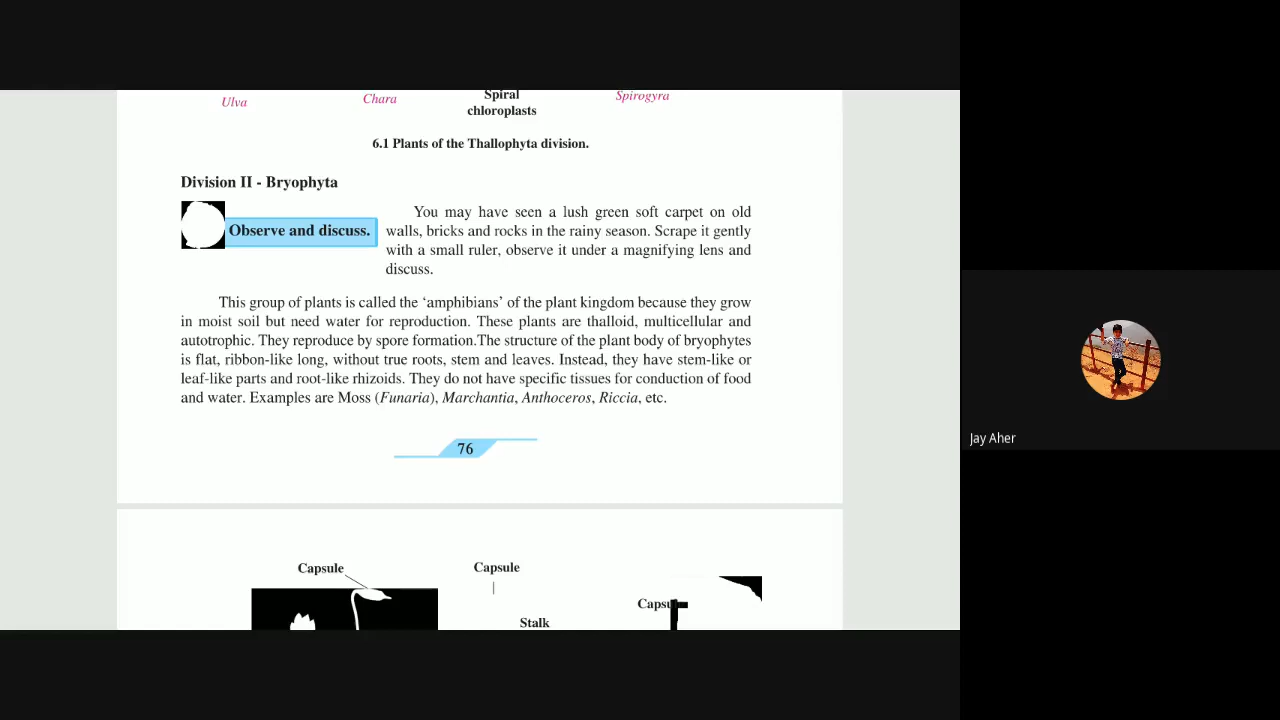 Ulva
Chara
Spiral
chloroplasts
Spirogyra
6.1 Plants of the Thallophyta division.
Division II - Bryophyta
Observe and discuss.
You may have seen a lush green soft carpet on old
walls, bricks and rocks in the rainy season. Scrape it gently
with a small ruler, observe it under a magnifying lens and
discuss.
This group of plants is called the ‘amphibians’ of the plant kingdom because they grow
in moist soil but need water for reproduction. These plants are thalloid, multicellular and
autotrophic. They reproduce by spore formation.The structure of the plant body of bryophytes
is flat, ribbon-like long, without true roots, stem and leaves. Instead, they have stem-like or
leaf-like parts and root-like rhizoids. They do not have specific tissues for conduction of food
and water. Examples are Moss (Funaria), Marchantia, Anthoceros, Riccia, etc.
76
Capsule
Capsule
Capsule
Stalk
Jay Aher